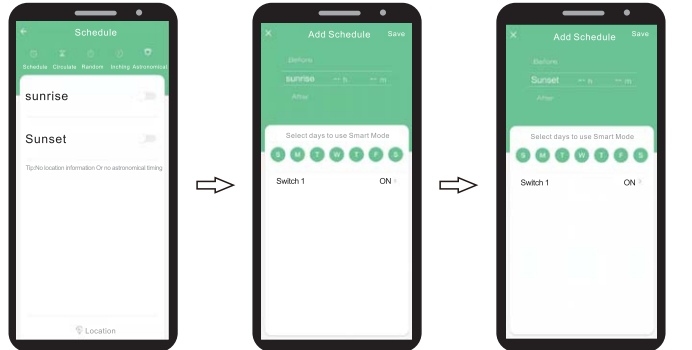 Schedule
Schedule Circulate Random Inching Astronomical
sunrise
Sunset
Tip:No location information Or no astronomical timing
Location
Add Schedule Save
Before
sunrise -- h -- m
After
Select days to use Smart Mode
S M T W T F S
Switch 1 ON
Add Schedule Save
Before
Sunset -- h -- m
After
Select days to use Smart Mode
S M T W T F S
Switch 1 ON